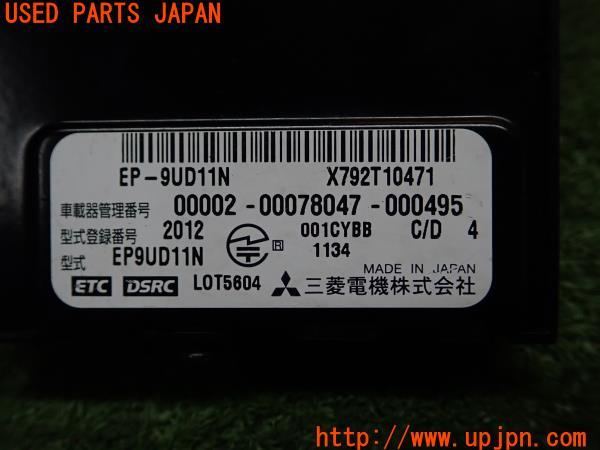 USED PARTS JAPAN
EP-9UD11N X792T10471
車載器管理番号 00002-00078047-000495
型式登録番号 2012 R 001CYBB C/D 4
1134
型式 EP9UD11N
MADE IN JAPAN
ETC DSRC LOT5604 三菱電機株式会社
http://www.upjpn.com/